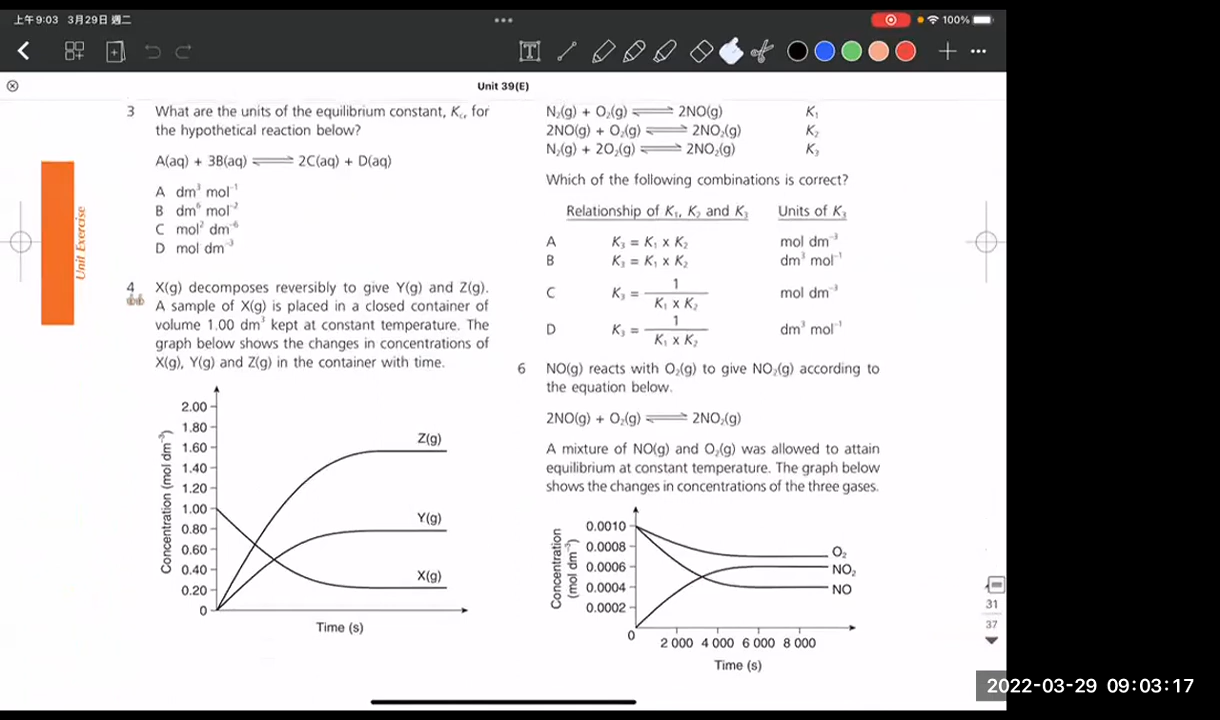 上午9:03 3月29日 週二
100%
Unit 39(E)
3 What are the units of the equilibrium constant, Kc, for
the hypothetical reaction below?
A(aq) + 3B(aq) ⇌ 2C(aq) + D(aq)
A dm³ mol⁻¹
B dm⁶ mol⁻²
C mol² dm⁻⁶
D mol dm⁻³
Unit Exercise
4 X(g) decomposes reversibly to give Y(g) and Z(g).
A sample of X(g) is placed in a closed container of
volume 1.00 dm³ kept at constant temperature. The
graph below shows the changes in concentrations of
X(g), Y(g) and Z(g) in the container with time.
Concentration (mol dm⁻³)
2.00
1.80
1.60
1.40
1.20
1.00
0.80
0.60
0.40
0.20
0
Z(g)
Y(g)
X(g)
Time (s)
N₂(g) + O₂(g) ⇌ 2NO(g) K₁
2NO(g) + O₂(g) ⇌ 2NO₂(g) K₂
N₂(g) + 2O₂(g) ⇌ 2NO₂(g) K₃
Which of the following combinations is correct?
Relationship of K₁, K₂ and K₃ Units of K₃
A K₃ = K₁ x K₂ mol dm⁻³
B K₃ = K₁ x K₂ dm³ mol⁻¹
C K₃ = 1 / (K₁ x K₂) mol dm⁻³
D K₃ = 1 / (K₁ x K₂) dm³ mol⁻¹
6 NO(g) reacts with O₂(g) to give NO₂(g) according to
the equation below.
2NO(g) + O₂(g) ⇌ 2NO₂(g)
A mixture of NO(g) and O₂(g) was allowed to attain
equilibrium at constant temperature. The graph below
shows the changes in concentrations of the three gases.
Concentration
(mol dm⁻³)
0.0010
0.0008
0.0006
0.0004
0.0002
0
O₂
NO₂
NO
2 000 4 000 6 000 8 000
Time (s)
31
37
2022-03-29 09:03:17